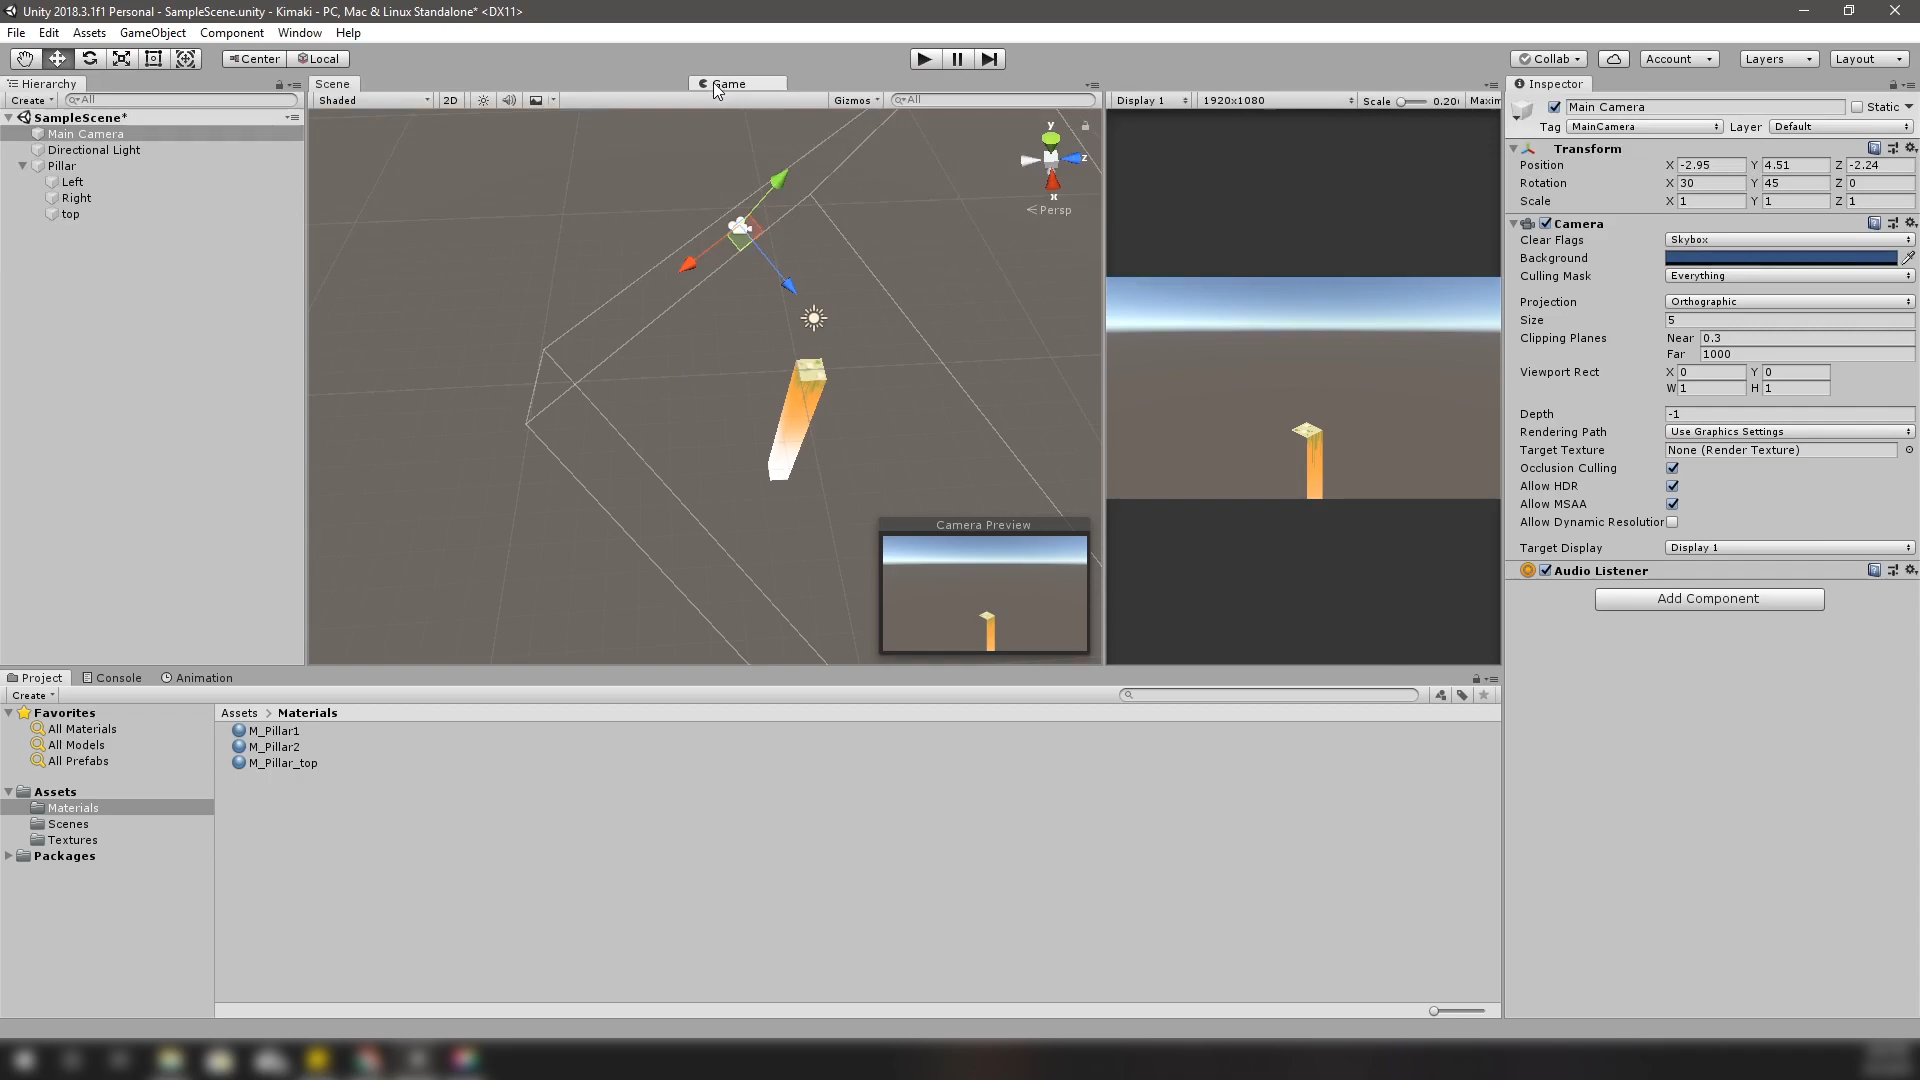 Unity 2018.3.1f1 Personal - SampleScene.unity - Kimaki - PC, Mac & Linux Standalone* <DX11>
File Edit Assets GameObject Component Window Help
Center Local Collab Account Layers Layout
Hierarchy Scene Game Inspector
Create All Shaded 2D Gizmos All Display 1 1920x1080 Scale 0.20 Maxim
SampleScene*
Main Camera
Directional Light
Pillar
Left
Right
top
y
z
x
Persp
Camera Preview
Main Camera Static
Tag MainCamera Layer Default
Transform
Position X -2.95 Y 4.51 Z -2.24
Rotation X 30 Y 45 Z 0
Scale X 1 Y 1 Z 1
Camera
Clear Flags Skybox
Background
Culling Mask Everything
Projection Orthographic
Size 5
Clipping Planes Near 0.3
Far 1000
Viewport Rect X 0 Y 0
W 1 H 1
Depth -1
Rendering Path Use Graphics Settings
Target Texture None (Render Texture)
Occlusion Culling
Allow HDR
Allow MSAA
Allow Dynamic Resolutior
Target Display Display 1
Audio Listener
Add Component
Project Console Animation
Create
Favorites
All Materials
All Models
All Prefabs
Assets
Materials
Scenes
Textures
Packages
Assets > Materials
M_Pillar1
M_Pillar2
M_Pillar_top